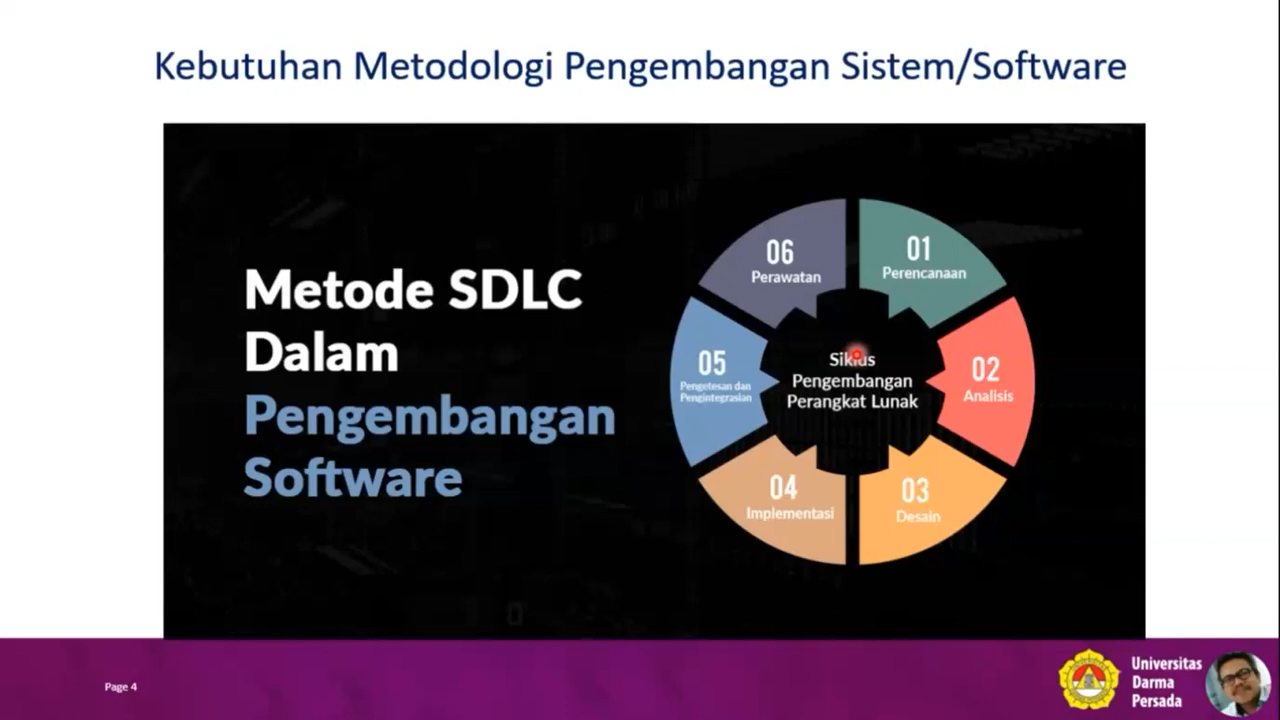 Kebutuhan Metodologi Pengembangan Sistem/Software
Metode SDLC
Dalam
Pengembangan
Software
01
Perencanaan
02
Analisis
03
Desain
04
Implementasi
05
Pengetesan dan
Pengintegrasian
06
Perawatan
Siklus
Pengembangan
Perangkat Lunak
Page 4
Universitas
Darma
Persada